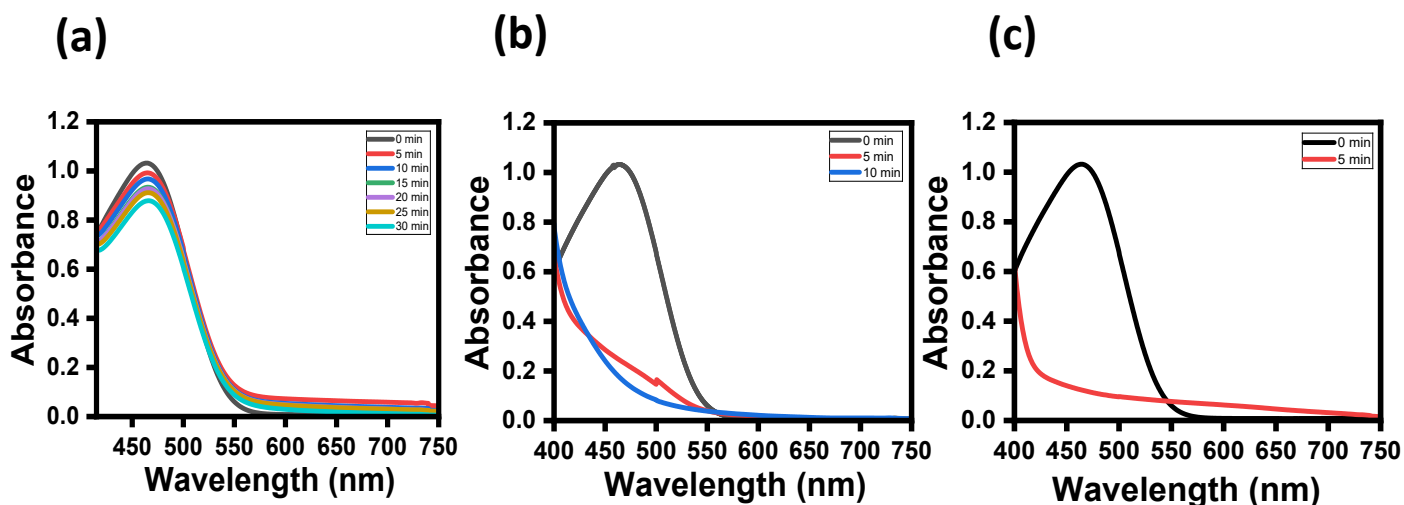 (a)
(b)
(c)
Absorbance
1.2
1.0
0.8
0.6
0.4
0.2
0.0
450 500 550 600 650 700 750
Wavelength (nm)
0 min
5 min
10 min
15 min
20 min
25 min
30 min
Absorbance
1.2
1.0
0.8
0.6
0.4
0.2
0.0
400 450 500 550 600 650 700 750
Wavelength (nm)
0 min
5 min
10 min
Absorbance
1.2
1.0
0.8
0.6
0.4
0.2
0.0
400 450 500 550 600 650 700 750
Wavelength (nm)
0 min
5 min